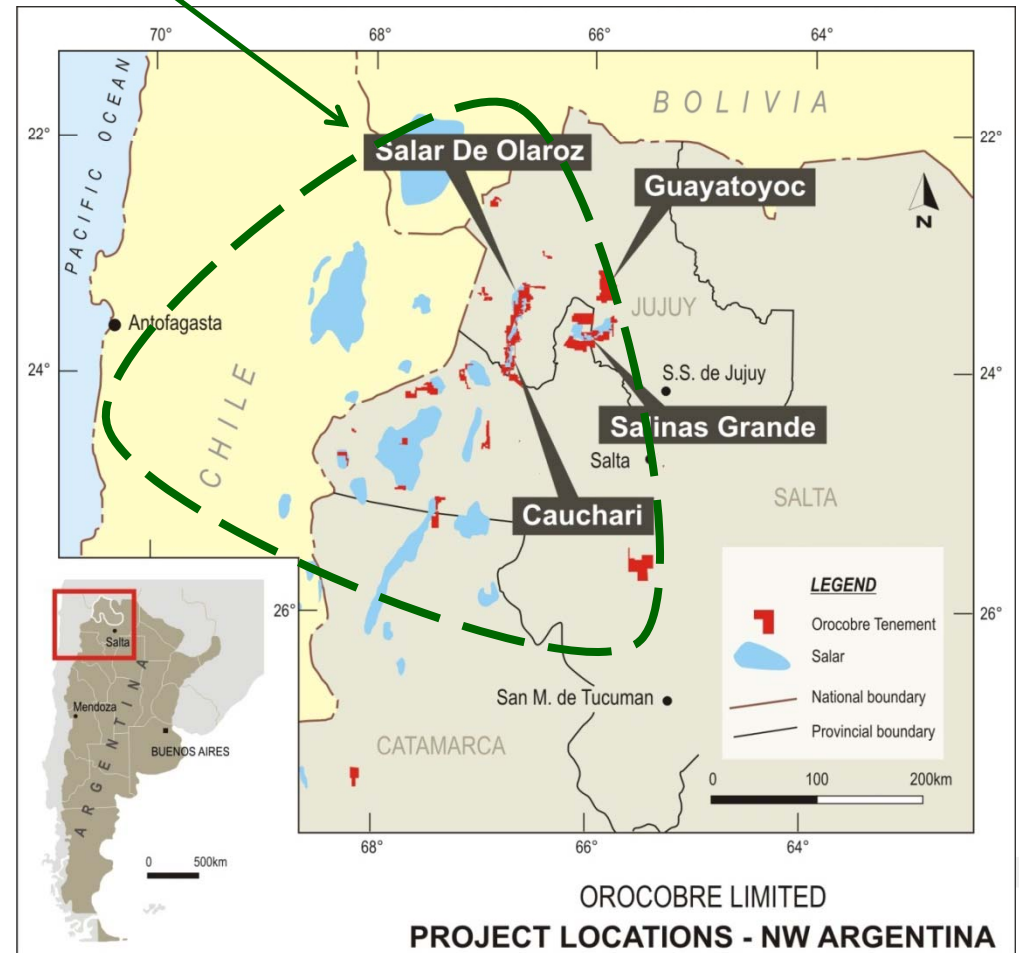 70°
68°
66°
64°
BOLIVIA
PACIFIC OCEAN
22°
22°
Salar De Olaroz
Guayatoyoc
N
JUJUY
Antofagasta
24°
24°
S.S. de Jujuy
CHILE
Salinas Grande
Salta
SALTA
Cauchari
LEGEND
Orocobre Tenement
Salar
National boundary
Provincial boundary
0 100 200km
26°
26°
San M. de Tucuman
CATAMARCA
68°
66°
64°
Salta
Mendoza
BUENOS AIRES
ARGENTINA
0 500km
OROCOBRE LIMITED
PROJECT LOCATIONS - NW ARGENTINA